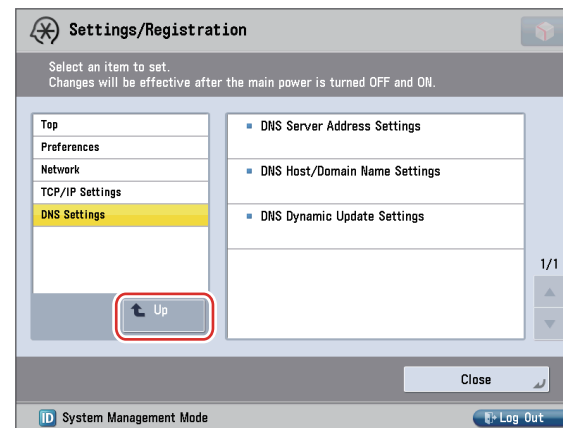 Settings/Registration
Select an item to set.
Changes will be effective after the main power is turned OFF and ON.
Top
Preferences
Network
TCP/IP Settings
DNS Settings
Up
DNS Server Address Settings
DNS Host/Domain Name Settings
DNS Dynamic Update Settings
1/1
Close
ID System Management Mode
Log Out